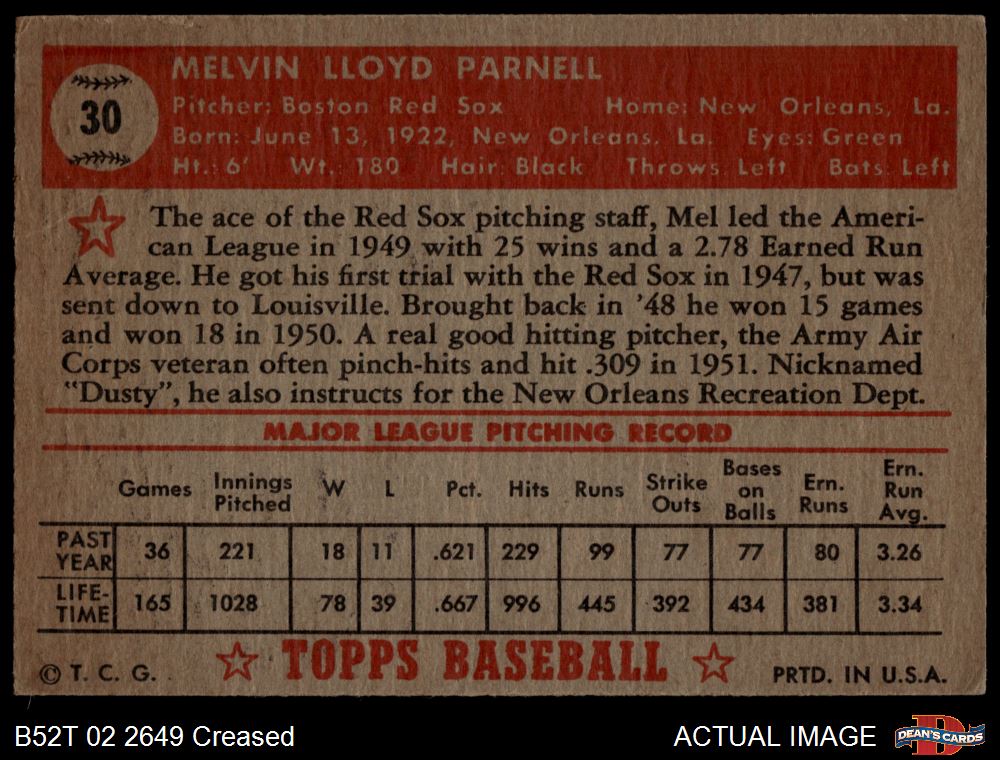 30
MELVIN LLOYD PARNELL
Pitcher: Boston Red Sox Home: New Orleans, La.
Born: June 13, 1922, New Orleans, La. Eyes: Green
Ht.: 6' Wt.: 180 Hair: Black Throws: Left Bats: Left
The ace of the Red Sox pitching staff, Mel led the Ameri-
can League in 1949 with 25 wins and a 2.78 Earned Run
Average. He got his first trial with the Red Sox in 1947, but was
sent down to Louisville. Brought back in '48 he won 15 games
and won 18 in 1950. A real good hitting pitcher, the Army Air
Corps veteran often pinch-hits and hit .309 in 1951. Nicknamed
"Dusty", he also instructs for the New Orleans Recreation Dept.
MAJOR LEAGUE PITCHING RECORD
Games Innings Pitched W L Pct. Hits Runs Strike Outs Bases on Balls Ern. Runs Ern. Run Avg.
PAST YEAR 36 221 18 11 .621 229 99 77 77 80 3.26
LIFE-TIME 165 1028 78 39 .667 996 445 392 434 381 3.34
© T. C. G. TOPPS BASEBALL PRTD. IN U.S.A.
B52T 02 2649 Creased ACTUAL IMAGE DEAN'S CARDS